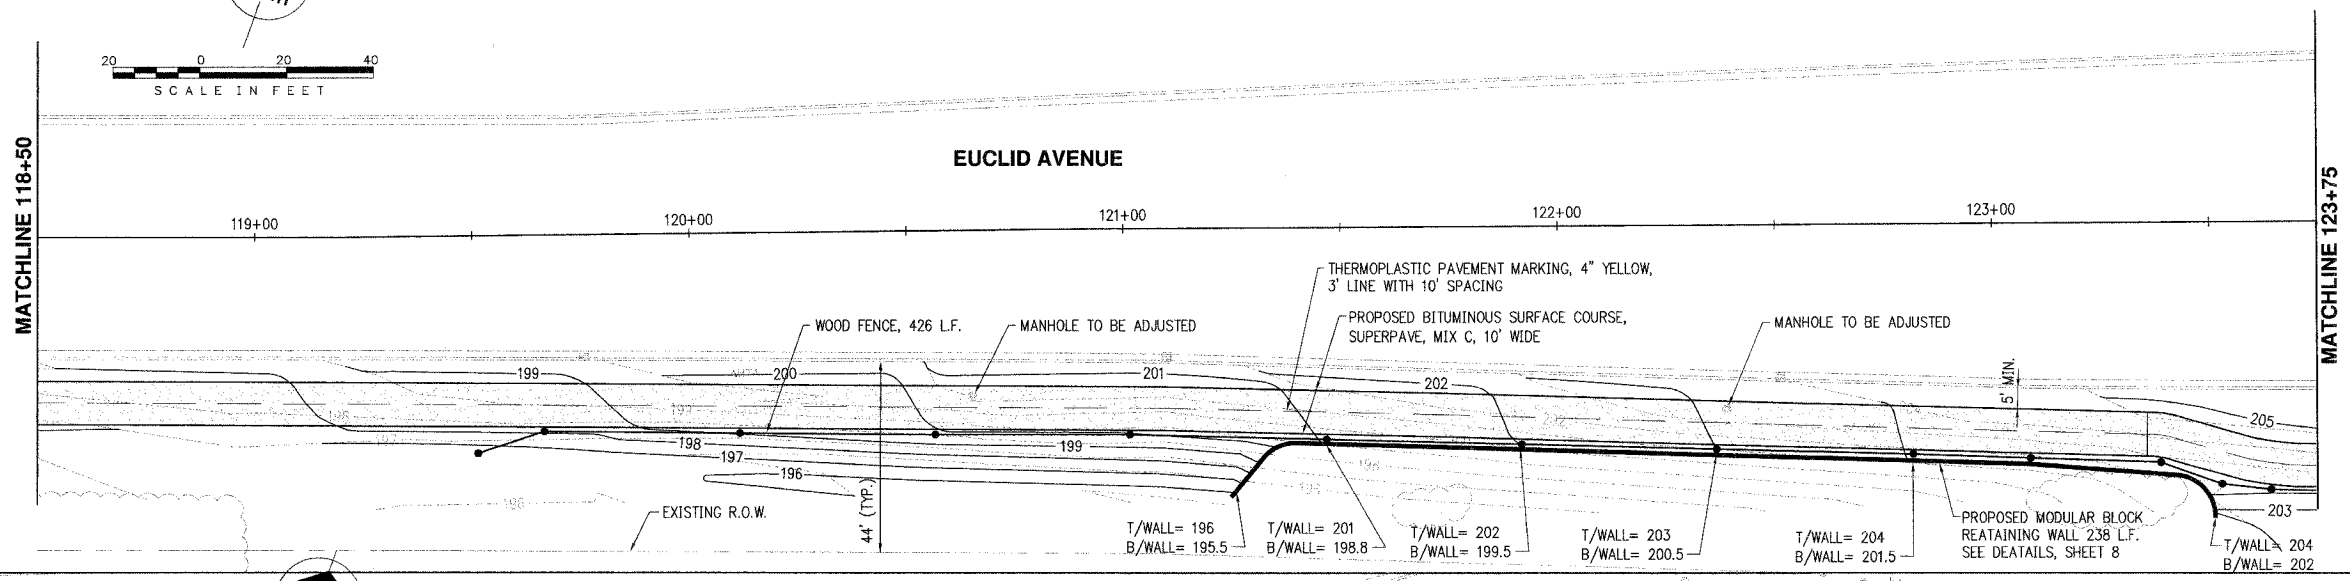 20 0 20 40
SCALE IN FEET
MATCHLINE 118+50
EUCLID AVENUE
MATCHLINE 123+75
119+00
120+00
121+00
122+00
123+00
THERMOPLASTIC PAVEMENT MARKING, 4" YELLOW,
3' LINE WITH 10' SPACING
WOOD FENCE, 426 L.F.
MANHOLE TO BE ADJUSTED
PROPOSED BITUMINOUS SURFACE COURSE,
SUPERPAVE, MIX C, 10' WIDE
MANHOLE TO BE ADJUSTED
5' MIN.
199
200
201
202
205
198
199
197
196
196
197
198
44' (TYP.)
EXISTING R.O.W.
T/WALL= 196
B/WALL= 195.5
T/WALL= 201
B/WALL= 198.8
T/WALL= 202
B/WALL= 199.5
T/WALL= 203
B/WALL= 200.5
T/WALL= 204
B/WALL= 201.5
PROPOSED MODULAR BLOCK
REATAINING WALL 238 L.F.
SEE DEATAILS, SHEET 8
203
T/WALL= 204
B/WALL= 202